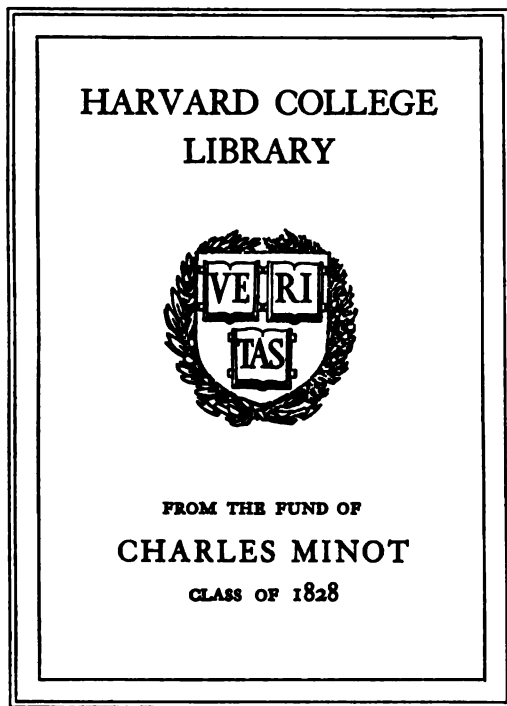 HARVARD COLLEGE
LIBRARY
VE RI
TAS
FROM THE FUND OF
CHARLES MINOT
CLASS OF 1828